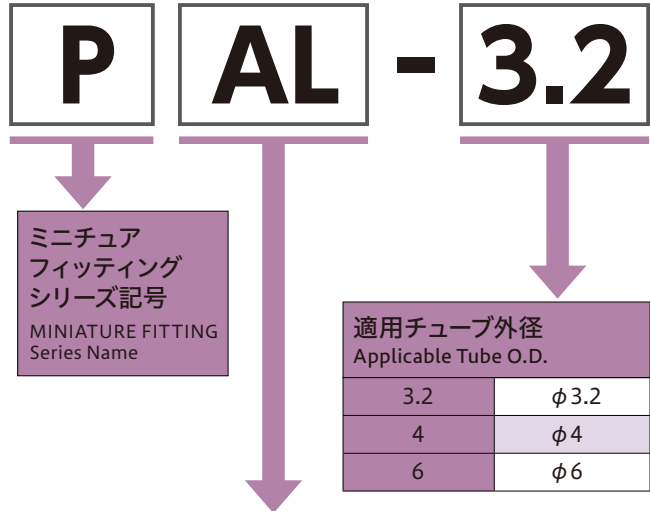 P AL - 3.2
ミニチュア
フィッティング
シリーズ記号
MINIATURE FITTING
Series Name
適用チューブ外径
Applicable Tube O.D.
3.2 φ3.2
4 φ4
6 φ6